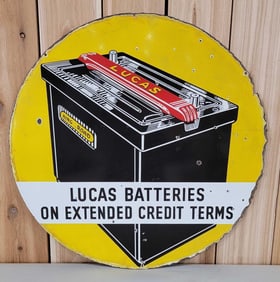 LUCAS
LUCAS BATTERIES
ON EXTENDED CREDIT TERMS